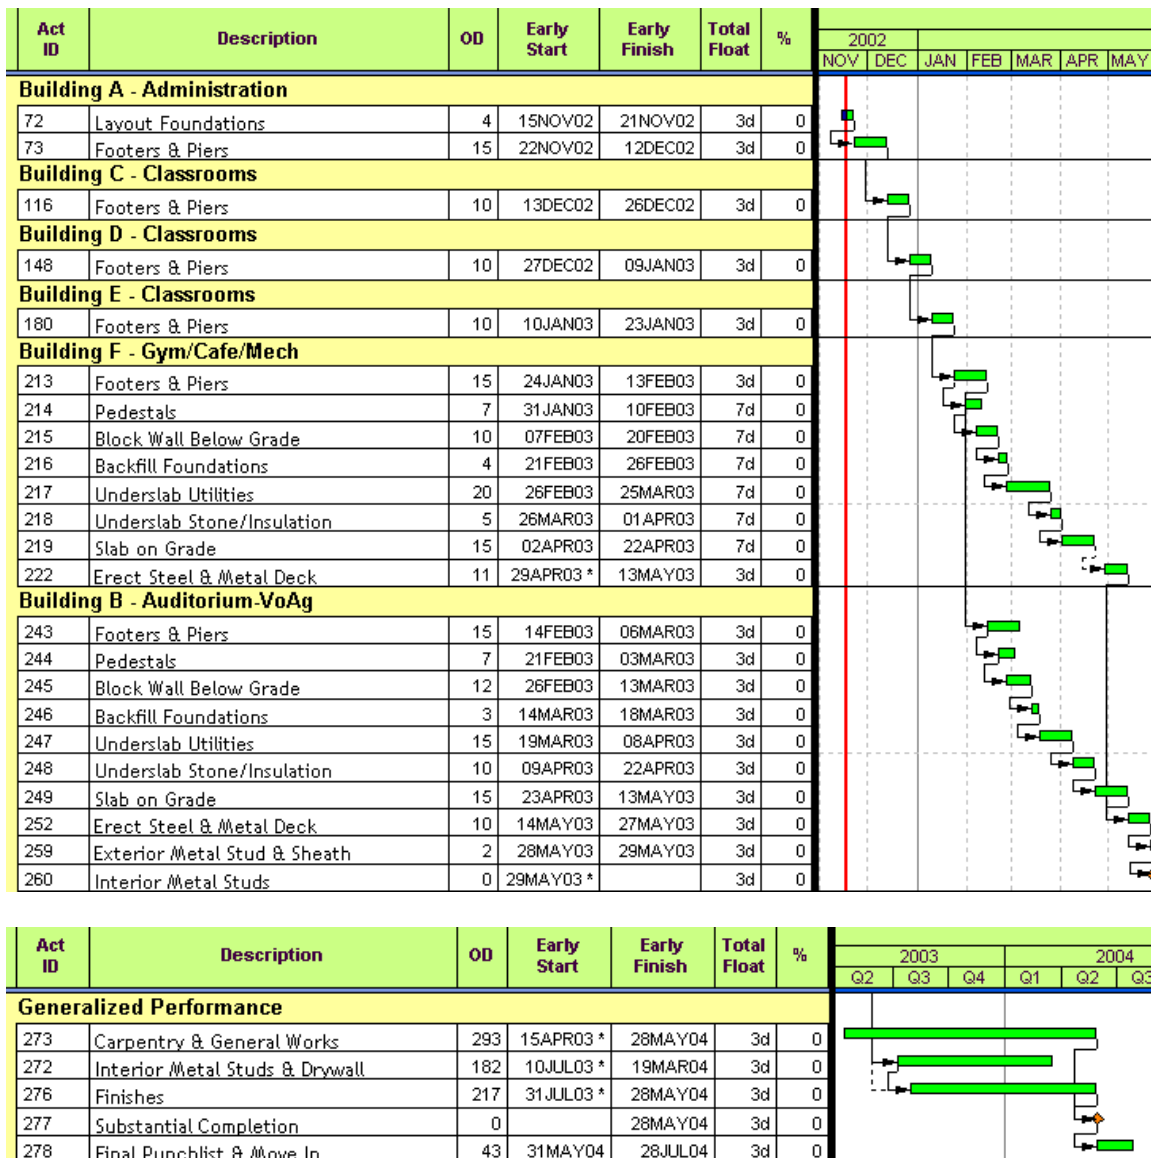 Act ID Description OD Early Start Early Finish Total Float %
2002
NOV DEC JAN FEB MAR APR MAY
Building A - Administration
72 Layout Foundations 4 15NOV02 21NOV02 3d 0
73 Footers & Piers 15 22NOV02 12DEC02 3d 0
Building C - Classrooms
116 Footers & Piers 10 13DEC02 26DEC02 3d 0
Building D - Classrooms
148 Footers & Piers 10 27DEC02 09JAN03 3d 0
Building E - Classrooms
180 Footers & Piers 10 10JAN03 23JAN03 3d 0
Building F - Gym/Cafe/Mech
213 Footers & Piers 15 24JAN03 13FEB03 3d 0
214 Pedestals 7 31JAN03 10FEB03 7d 0
215 Block Wall Below Grade 10 07FEB03 20FEB03 7d 0
216 Backfill Foundations 4 21FEB03 26FEB03 7d 0
217 Underslab Utilities 20 26FEB03 25MAR03 7d 0
218 Underslab Stone/Insulation 5 26MAR03 01APR03 7d 0
219 Slab on Grade 15 02APR03 22APR03 7d 0
222 Erect Steel & Metal Deck 11 29APR03 * 13MAY03 3d 0
Building B - Auditorium-VoAg
243 Footers & Piers 15 14FEB03 06MAR03 3d 0
244 Pedestals 7 21FEB03 03MAR03 3d 0
245 Block Wall Below Grade 12 26FEB03 13MAR03 3d 0
246 Backfill Foundations 3 14MAR03 18MAR03 3d 0
247 Underslab Utilities 15 19MAR03 08APR03 3d 0
248 Underslab Stone/Insulation 10 09APR03 22APR03 3d 0
249 Slab on Grade 15 23APR03 13MAY03 3d 0
252 Erect Steel & Metal Deck 10 14MAY03 27MAY03 3d 0
259 Exterior Metal Stud & Sheath 2 28MAY03 29MAY03 3d 0
260 Interior Metal Studs 0 29MAY03 * 3d 0
Act ID Description OD Early Start Early Finish Total Float %
2003 2004
Q2 Q3 Q4 Q1 Q2 Q3
Generalized Performance
273 Carpentry & General Works 293 15APR03 * 28MAY04 3d 0
272 Interior Metal Studs & Drywall 182 10JUL03 * 19MAR04 3d 0
276 Finishes 217 31JUL03 * 28MAY04 3d 0
277 Substantial Completion 0 28MAY04 3d 0
278 Final Punchlist & Move In 43 31MAY04 28JUL04 3d 0